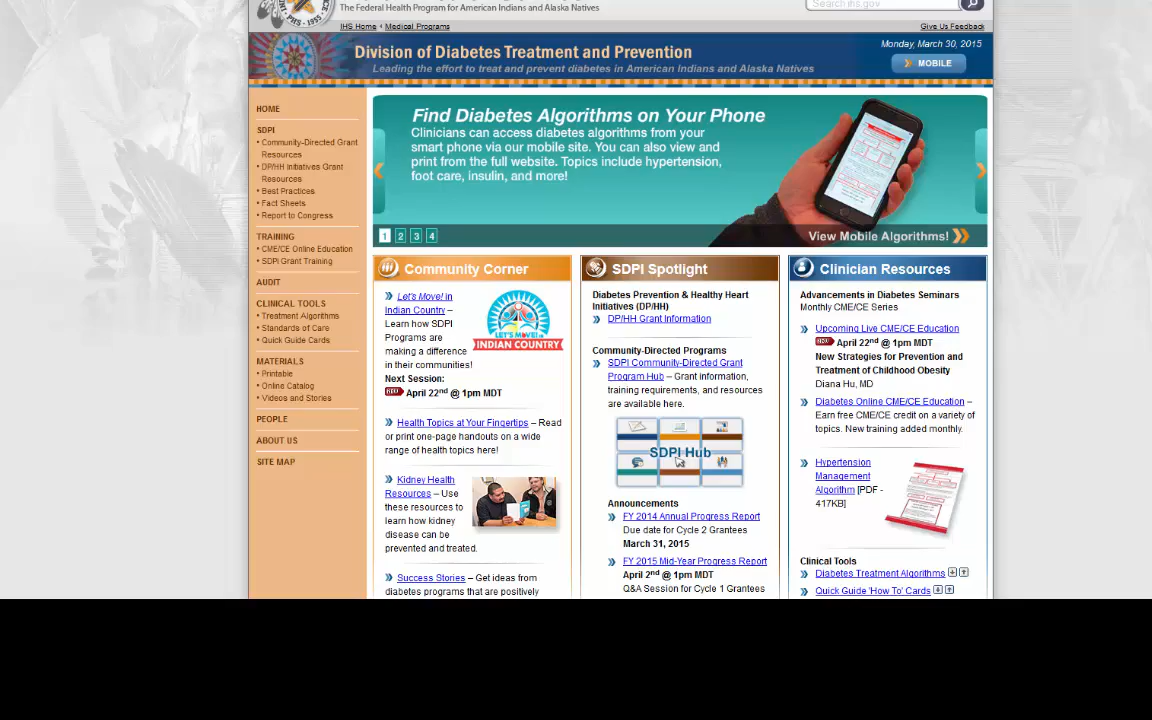 The Federal Health Program for American Indians and Alaska Natives
Search ihs.gov
IHS Home
Medical Programs
Give Us Feedback
Division of Diabetes Treatment and Prevention
Leading the effort to treat and prevent diabetes in American Indians and Alaska Natives
Monday, March 30, 2015
MOBILE
HOME
SDPI
• Community-Directed Grant
Resources
• DP/HH Initiatives Grant
Resources
• Best Practices
• Fact Sheets
• Report to Congress
TRAINING
• CME/CE Online Education
• SDPI Grant Training
AUDIT
CLINICAL TOOLS
• Treatment Algorithms
• Standards of Care
• Quick Guide Cards
MATERIALS
• Printable
• Online Catalog
• Videos and Stories
PEOPLE
ABOUT US
SITE MAP
Find Diabetes Algorithms on Your Phone
Clinicians can access diabetes algorithms from your
smart phone via our mobile site. You can also view and
print from the full website. Topics include hypertension,
foot care, insulin, and more!
1 2 3 4
View Mobile Algorithms!
Community Corner
Let's Move! in
Indian Country –
Learn how SDPI
Programs are
making a difference
in their communities!
Next Session:
April 22nd @ 1pm MDT
LET'S MOVE! in
INDIAN COUNTRY
Health Topics at Your Fingertips – Read
or print one-page handouts on a wide
range of health topics here!
Kidney Health
Resources – Use
these resources to
learn how kidney
disease can be
prevented and treated.
Success Stories – Get ideas from
diabetes programs that are positively
SDPI Spotlight
Diabetes Prevention & Healthy Heart
Initiatives (DP/HH)
DP/HH Grant Information
Community-Directed Programs
SDPI Community-Directed Grant
Program Hub – Grant information,
training requirements, and resources
are available here.
SDPI Hub
Announcements
FY 2014 Annual Progress Report
Due date for Cycle 2 Grantees
March 31, 2015
FY 2015 Mid-Year Progress Report
April 2nd @ 1pm MDT
Q&A Session for Cycle 1 Grantees
Clinician Resources
Advancements in Diabetes Seminars
Monthly CME/CE Series
Upcoming Live CME/CE Education
April 22nd @ 1pm MDT
New Strategies for Prevention and
Treatment of Childhood Obesity
Diana Hu, MD
Diabetes Online CME/CE Education –
Earn free CME/CE credit on a variety of
topics. New training added monthly.
Hypertension
Management
Algorithm [PDF -
417KB]
Clinical Tools
Diabetes Treatment Algorithms
Quick Guide 'How To' Cards